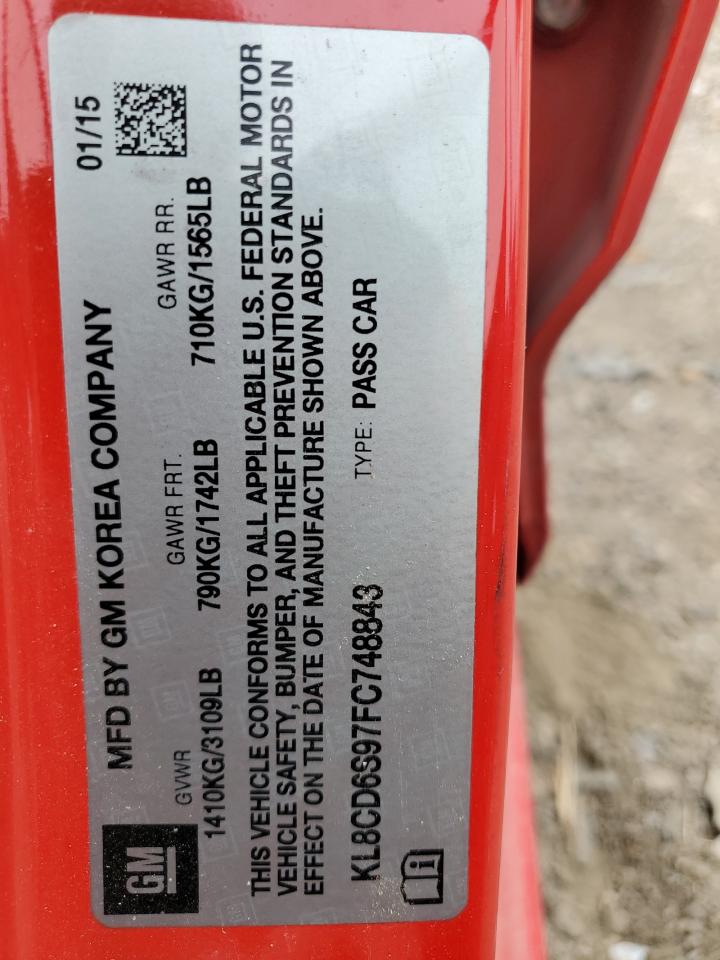 GM
MFD BY GM KOREA COMPANY 01/15
GVWR GAWR FRT. GAWR RR.
1410KG/3109LB 790KG/1742LB 710KG/1565LB
THIS VEHICLE CONFORMS TO ALL APPLICABLE U.S. FEDERAL MOTOR
VEHICLE SAFETY, BUMPER, AND THEFT PREVENTION STANDARDS IN
EFFECT ON THE DATE OF MANUFACTURE SHOWN ABOVE.
KL8CD6S97FC748843 TYPE: PASS CAR